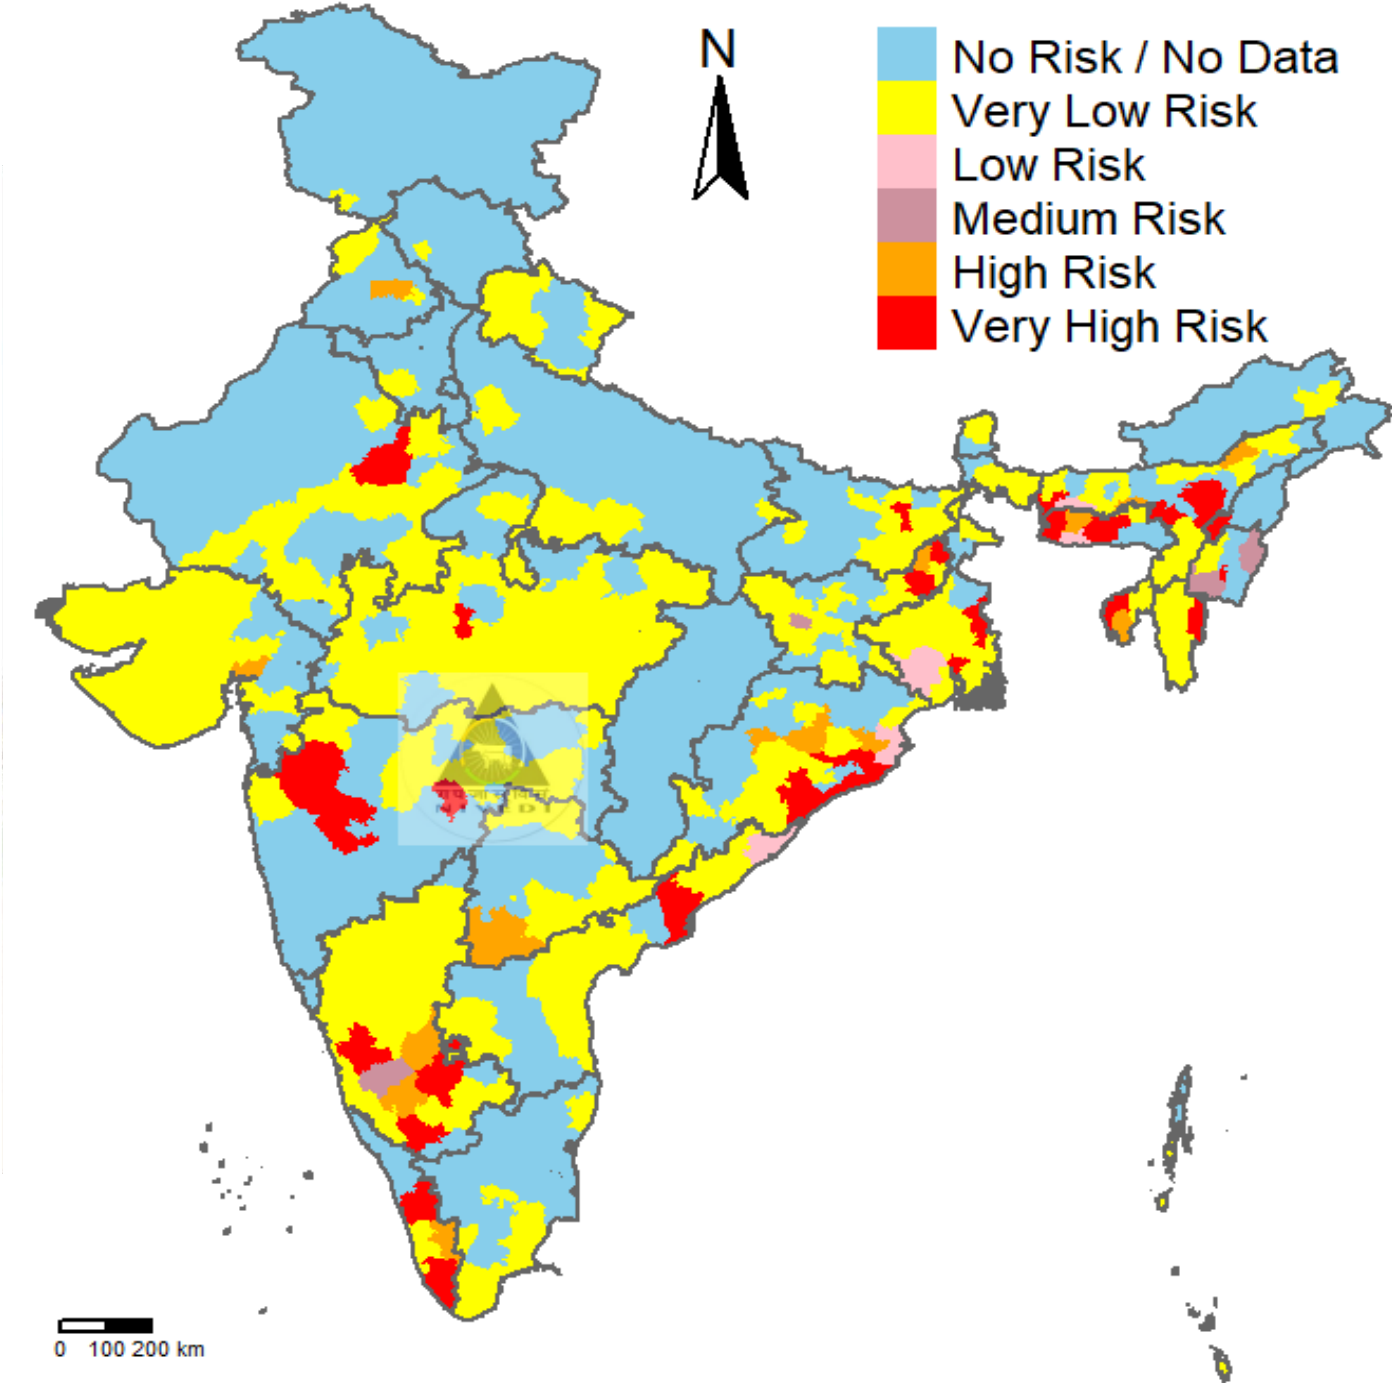 N
No Risk / No Data
Very Low Risk
Low Risk
Medium Risk
High Risk
Very High Risk
N I V E D I
0 100 200 km